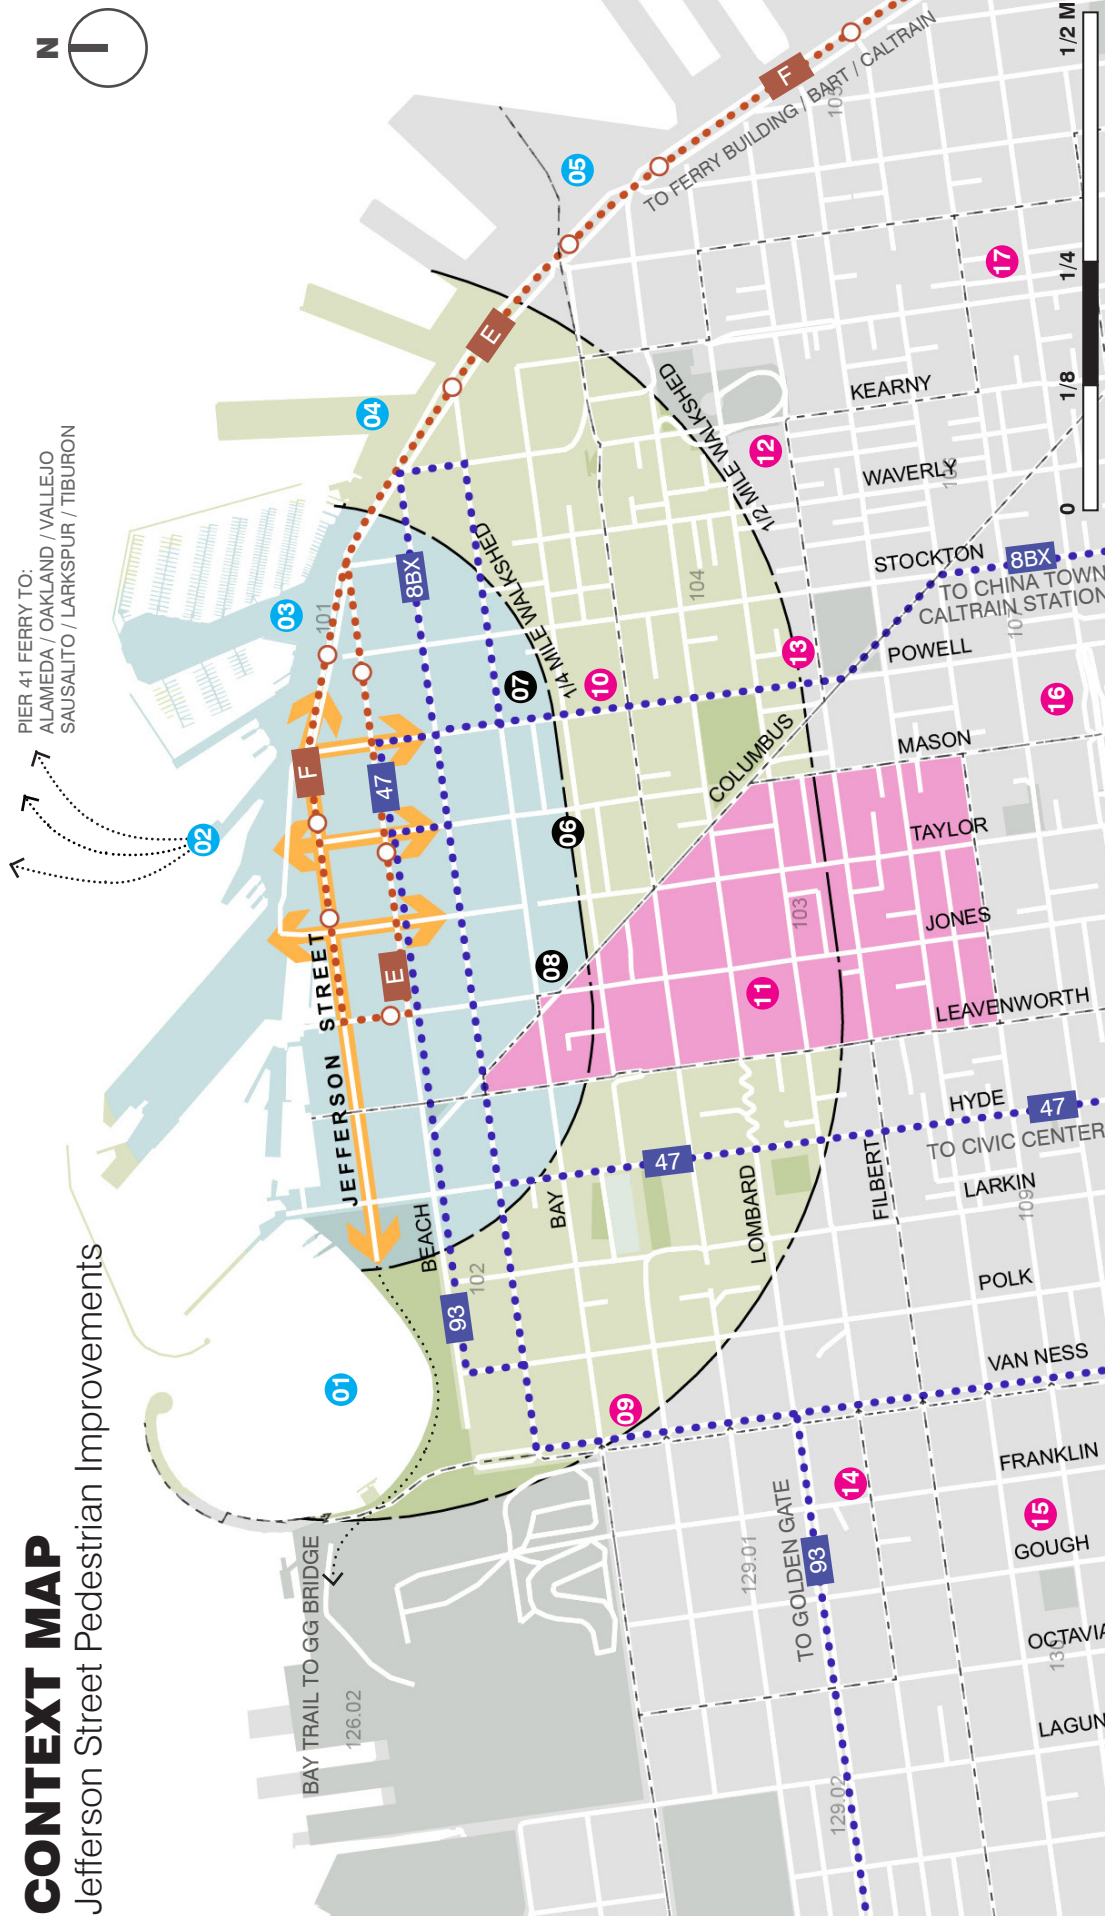 CONTEXT MAP
Jefferson Street Pedestrian Improvements
N
PIER 41 FERRY TO:
ALAMEDA / OAKLAND / VALLEJO
SAUSALITO / LARKSPUR / TIBURON
BAY TRAIL TO GG BRIDGE
126.02
01
02
03
04
05
101
JEFFERSON STREET
F
E
47
8BX
E
F
TO FERRY BUILDING / BART / CALTRAIN
105
BEACH
93
102
1/4 MILE WALKSHED
1/2 MILE WALKSHED
06
07
08
09
10
BAY
47
LOMBARD
11
103
104
12
13
COLUMBUS
129.01
TO GOLDEN GATE
93
129.02
14
FILBERT
15
16
17
KEARNY
WAVERLY
STOCKTON
8BX
TO CHINA TOWN
CALTRAIN STATION
107
POWELL
MASON
TAYLOR
JONES
LEAVENWORTH
HYDE
47
TO CIVIC CENTER
LARKIN
109
POLK
VAN NESS
FRANKLIN
GOUGH
OCTAVIA
130
LAGUN
0
1/8
1/4
1/2 M